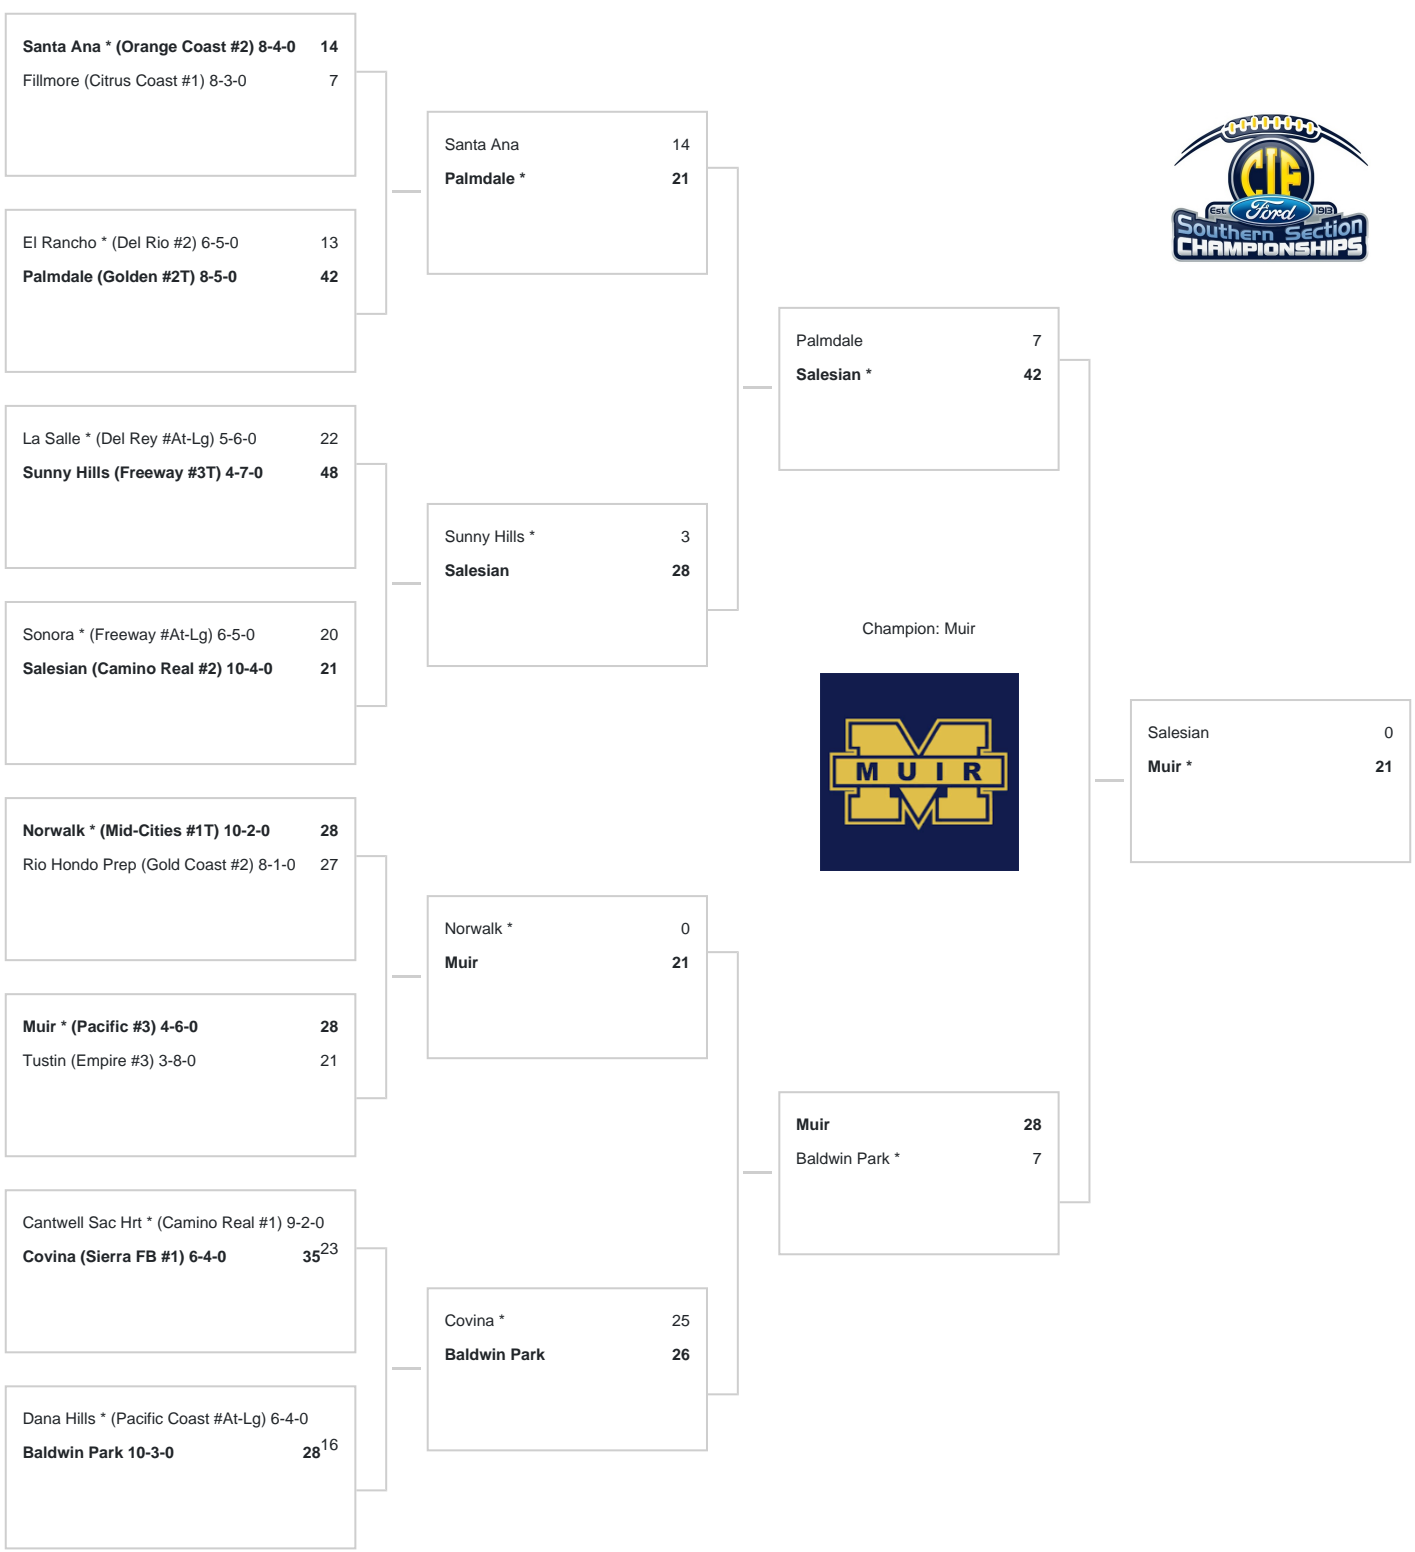 Santa Ana * (Orange Coast #2) 8-4-0 14
Fillmore (Citrus Coast #1) 8-3-0 7
El Rancho * (Del Rio #2) 6-5-0 13
Palmdale (Golden #2T) 8-5-0 42
La Salle * (Del Rey #At-Lg) 5-6-0 22
Sunny Hills (Freeway #3T) 4-7-0 48
Sonora * (Freeway #At-Lg) 6-5-0 20
Salesian (Camino Real #2) 10-4-0 21
Norwalk * (Mid-Cities #1T) 10-2-0 28
Rio Hondo Prep (Gold Coast #2) 8-1-0 27
Muir * (Pacific #3) 4-6-0 28
Tustin (Empire #3) 3-8-0 21
Cantwell Sac Hrt * (Camino Real #1) 9-2-0
23
Covina (Sierra FB #1) 6-4-0 35
Dana Hills * (Pacific Coast #At-Lg) 6-4-0
16
Baldwin Park 10-3-0 28
Santa Ana 14
Palmdale * 21
Sunny Hills * 3
Salesian 28
Norwalk * 0
Muir 21
Covina * 25
Baldwin Park 26
Palmdale 7
Salesian * 42
Muir 28
Baldwin Park * 7
Champion: Muir
MUIR
Salesian 0
Muir * 21
CIF
Est. Ford 1913
Southern Section
CHAMPIONSHIPS